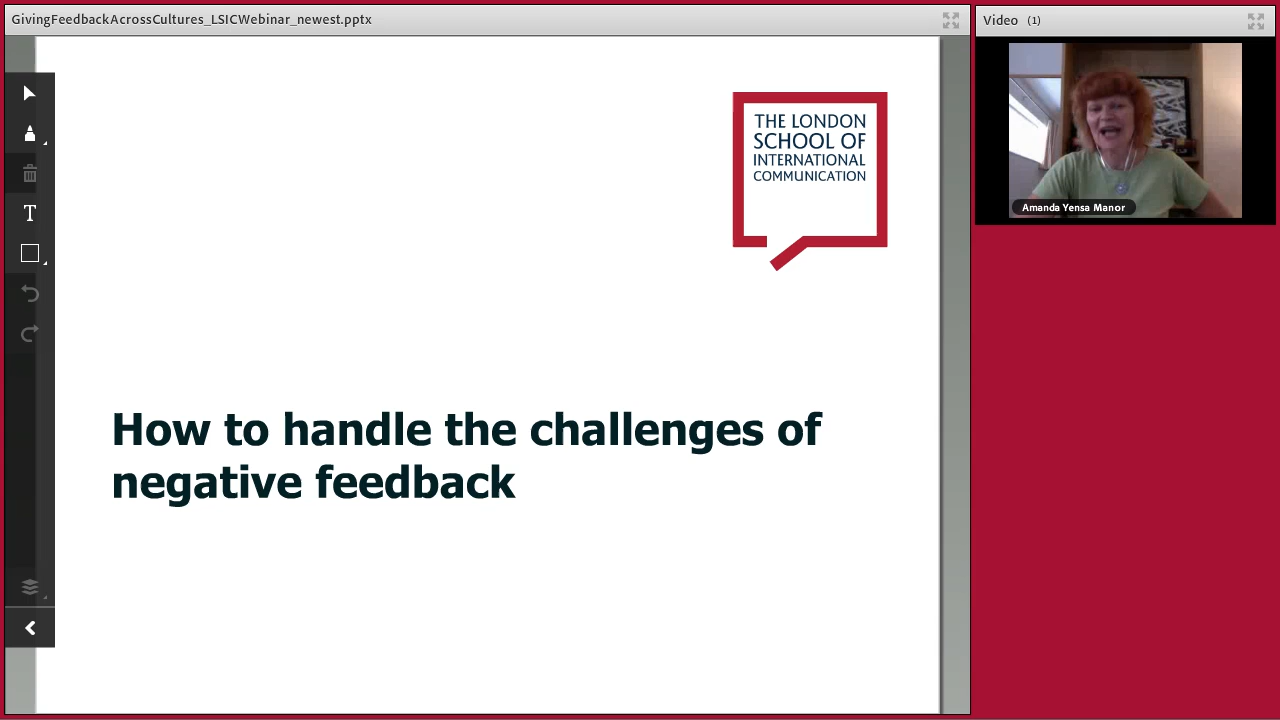 GivingFeedbackAcrossCultures_LSICWebinar_newest.pptx
Video (1)
THE LONDON
SCHOOL OF
INTERNATIONAL
COMMUNICATION
Amanda Yensa Manor
T
How to handle the challenges of
negative feedback